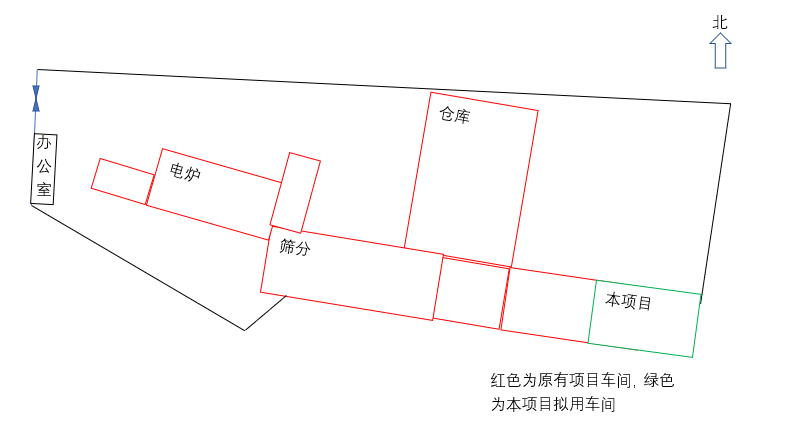 北
仓库
办公室
电炉
筛分
本项目
红色为原有项目车间, 绿色
为本项目拟用车间